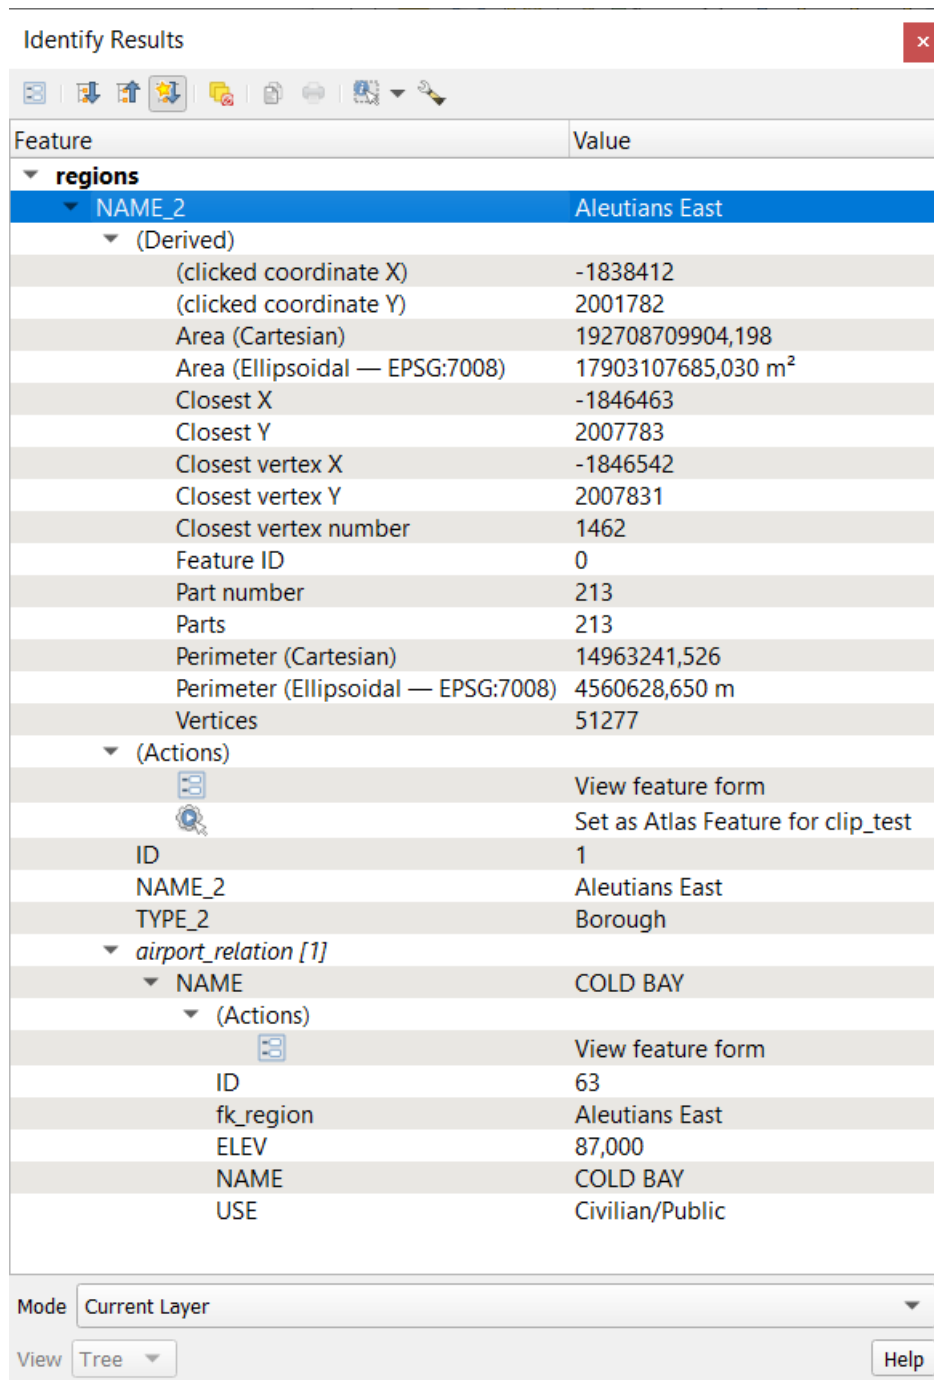 Identify Results
Feature Value
regions
NAME_2 Aleutians East
(Derived)
(clicked coordinate X) -1838412
(clicked coordinate Y) 2001782
Area (Cartesian) 192708709904,198
Area (Ellipsoidal — EPSG:7008) 17903107685,030 m²
Closest X -1846463
Closest Y 2007783
Closest vertex X -1846542
Closest vertex Y 2007831
Closest vertex number 1462
Feature ID 0
Part number 213
Parts 213
Perimeter (Cartesian) 14963241,526
Perimeter (Ellipsoidal — EPSG:7008) 4560628,650 m
Vertices 51277
(Actions)
View feature form
Set as Atlas Feature for clip_test
ID 1
NAME_2 Aleutians East
TYPE_2 Borough
airport_relation [1]
NAME COLD BAY
(Actions)
View feature form
ID 63
fk_region Aleutians East
ELEV 87,000
NAME COLD BAY
USE Civilian/Public
Mode Current Layer
View Tree Help